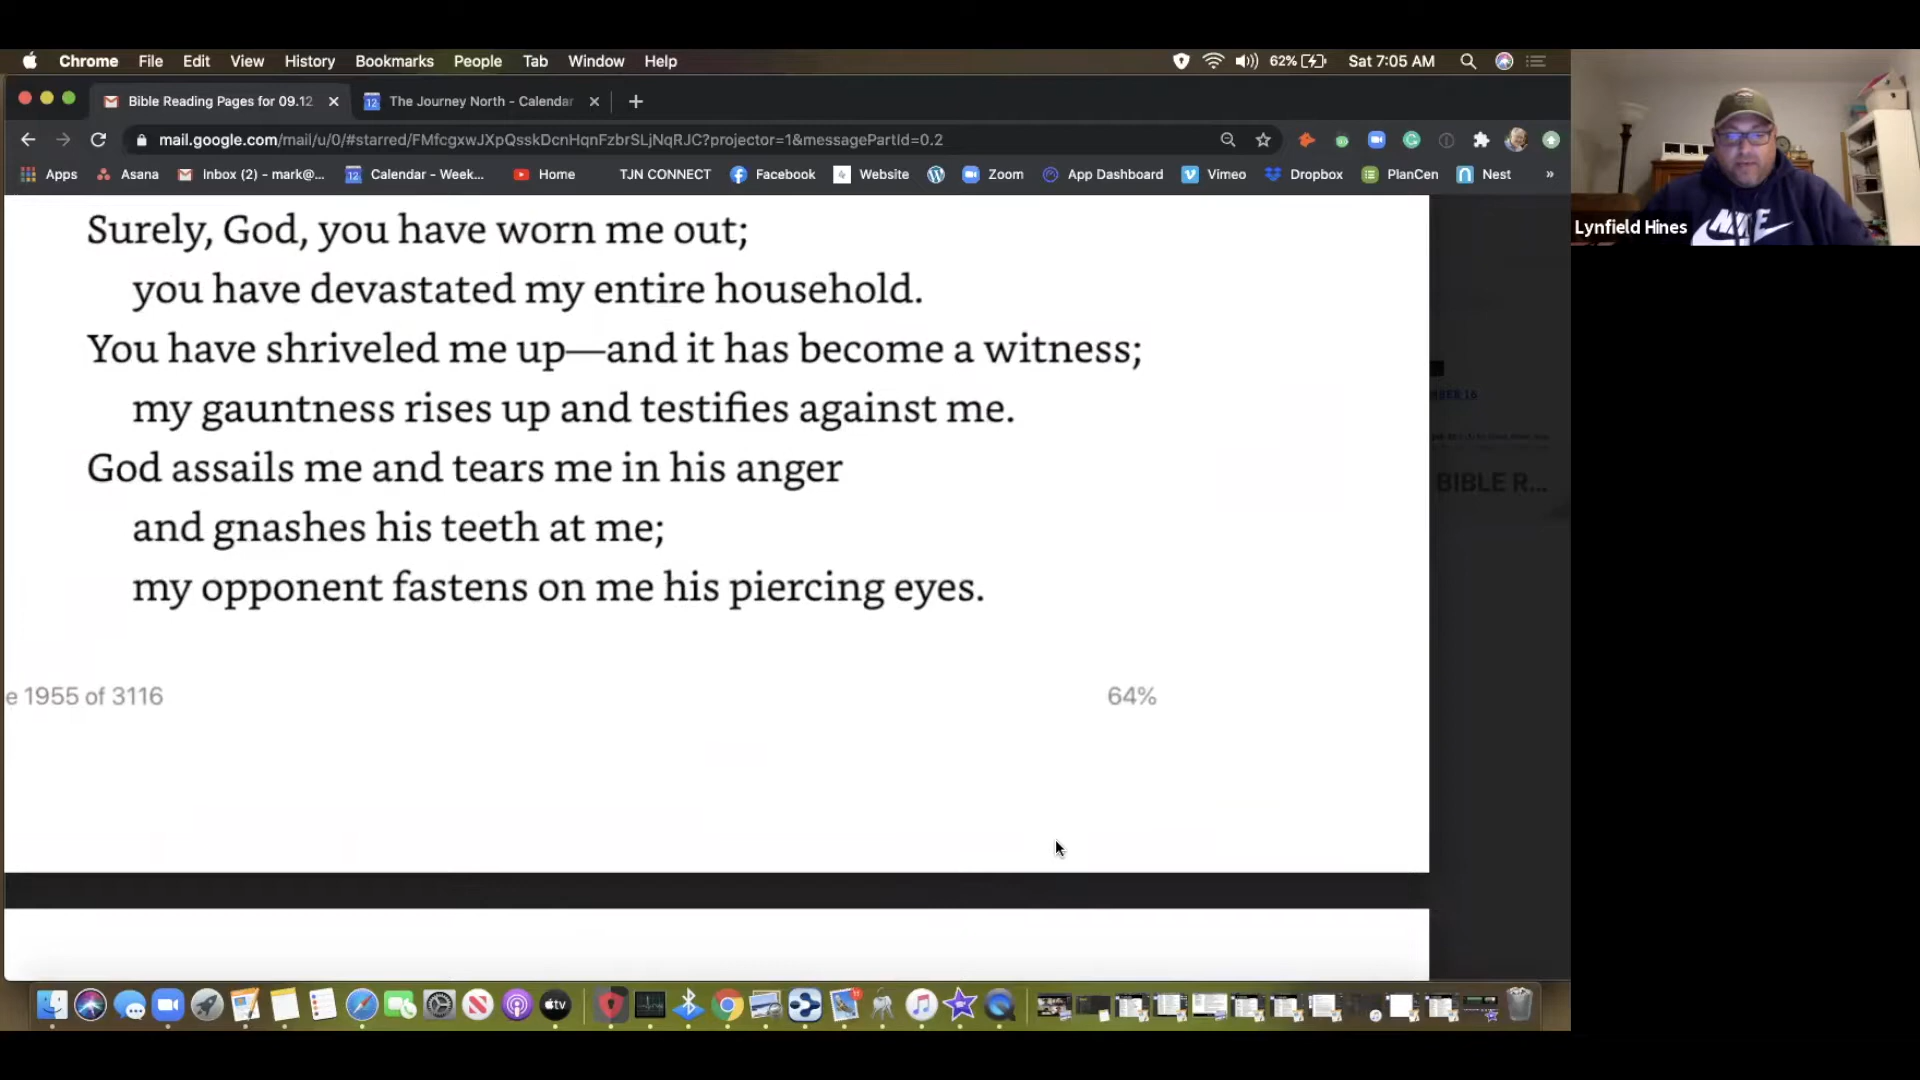 Chrome File Edit View History Bookmarks People Tab Window Help 62% Sat 7:05 AM
Bible Reading Pages for 09.12 The Journey North - Calendar
mail.google.com/mail/u/0/#starred/FMfcgxwJXpQsskDcnHqnFzbrSLjNqRJC?projector=1&messagePartId=0.2
Apps Asana Inbox (2) - mark@... Calendar - Week... Home TJN CONNECT Facebook Website Zoom App Dashboard Vimeo Dropbox PlanCen Nest »
Surely, God, you have worn me out;
you have devastated my entire household.
You have shriveled me up—and it has become a witness;
my gauntness rises up and testifies against me.
God assails me and tears me in his anger
and gnashes his teeth at me;
my opponent fastens on me his piercing eyes.
e 1955 of 3116 64%
BIBLE R...
NIKE
Lynfield Hines
tv